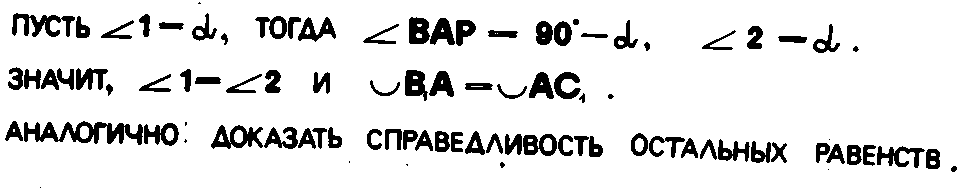 ПУСТЬ ∠1 — α, ТОГДА ∠ BAP — 90° — α, ∠ 2 — α.
ЗНАЧИТ, ∠1 — ∠2 И ◡B₁A = ◡AC₁ .
АНАЛОГИЧНО: ДОКАЗАТЬ СПРАВЕДЛИВОСТЬ ОСТАЛЬНЫХ РАВЕНСТВ.